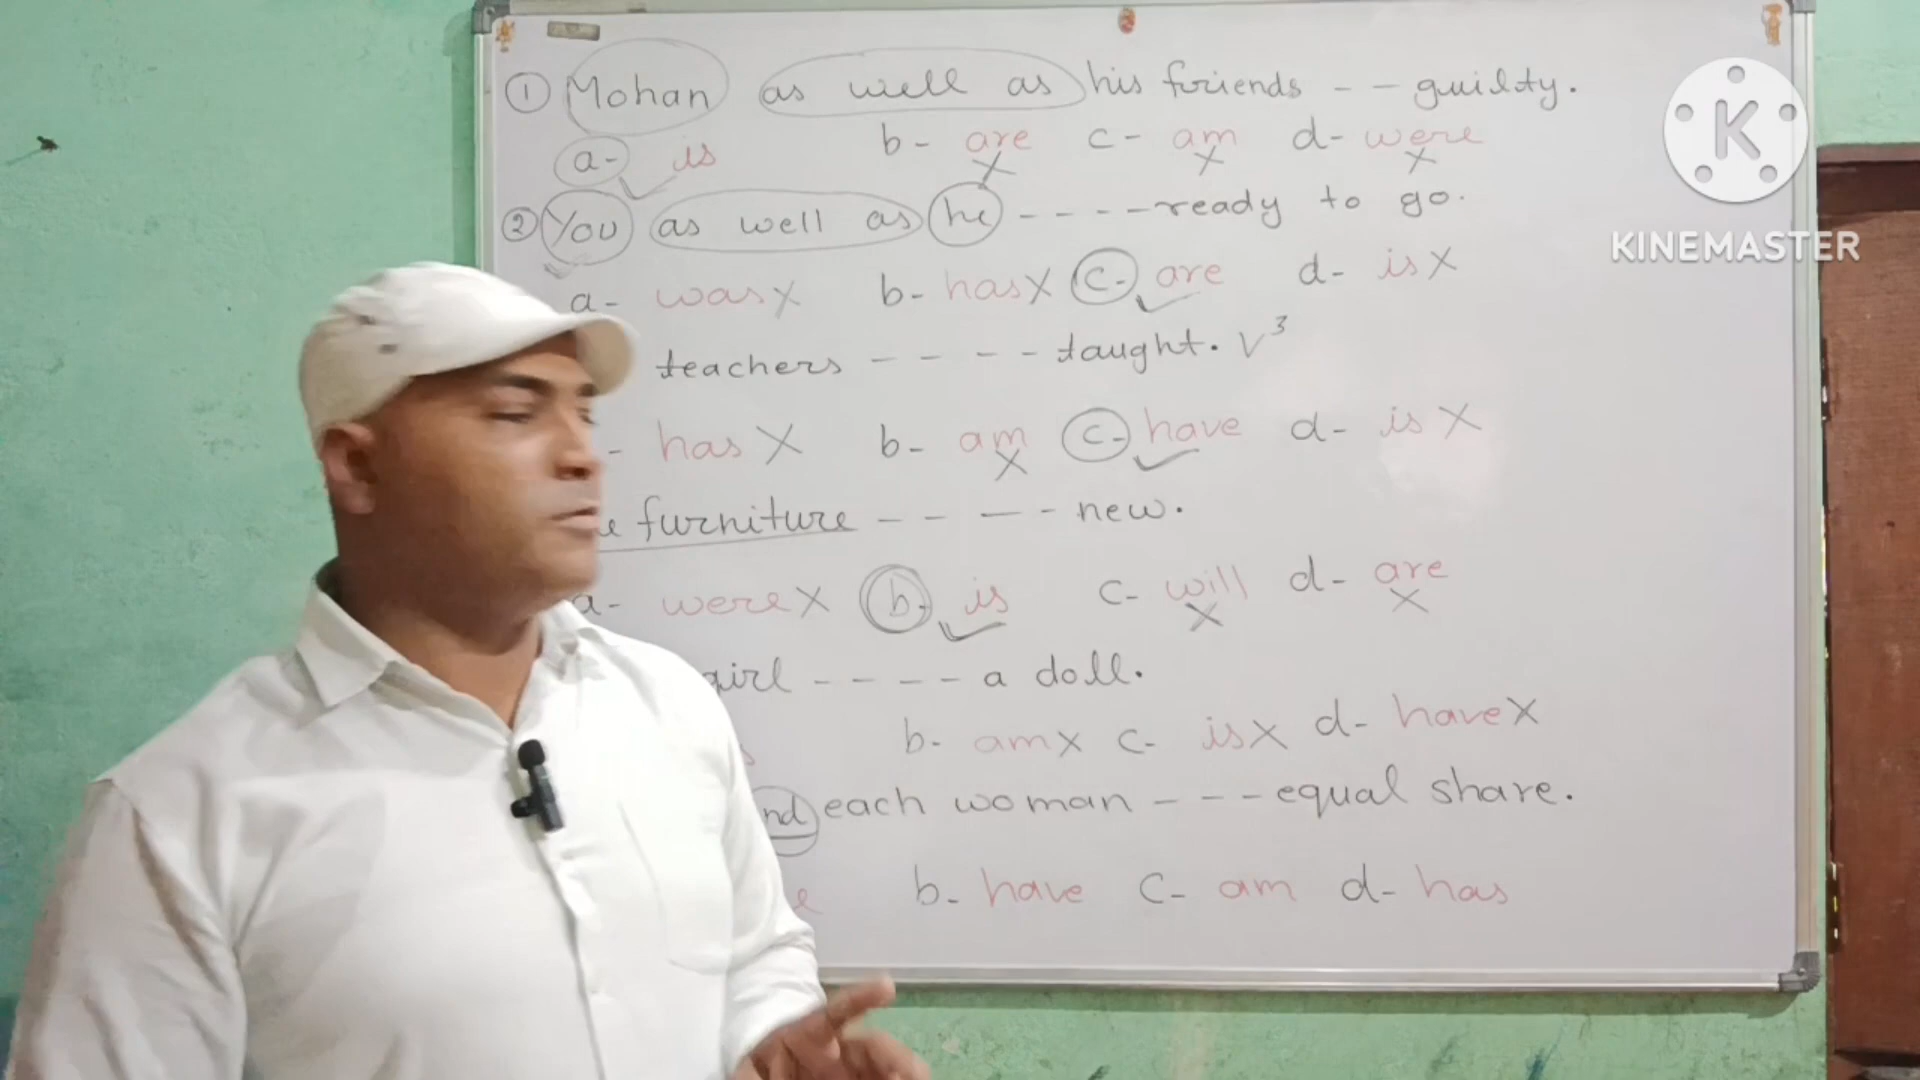 ① Mohan as well as his friends - - guilty.
a- is b- are c- am d- were
② You as well as he - - - - ready to go.
a- was b- has c- are d- is
teachers - - - - taught. V³
- has b- am c- have d- is
furniture - - - - new.
a- were b- is c- will d- are
girl - - - - a doll.
b- am c- is d- have
each woman - - - equal share.
b- have c- am d- has
K
KINEMASTER